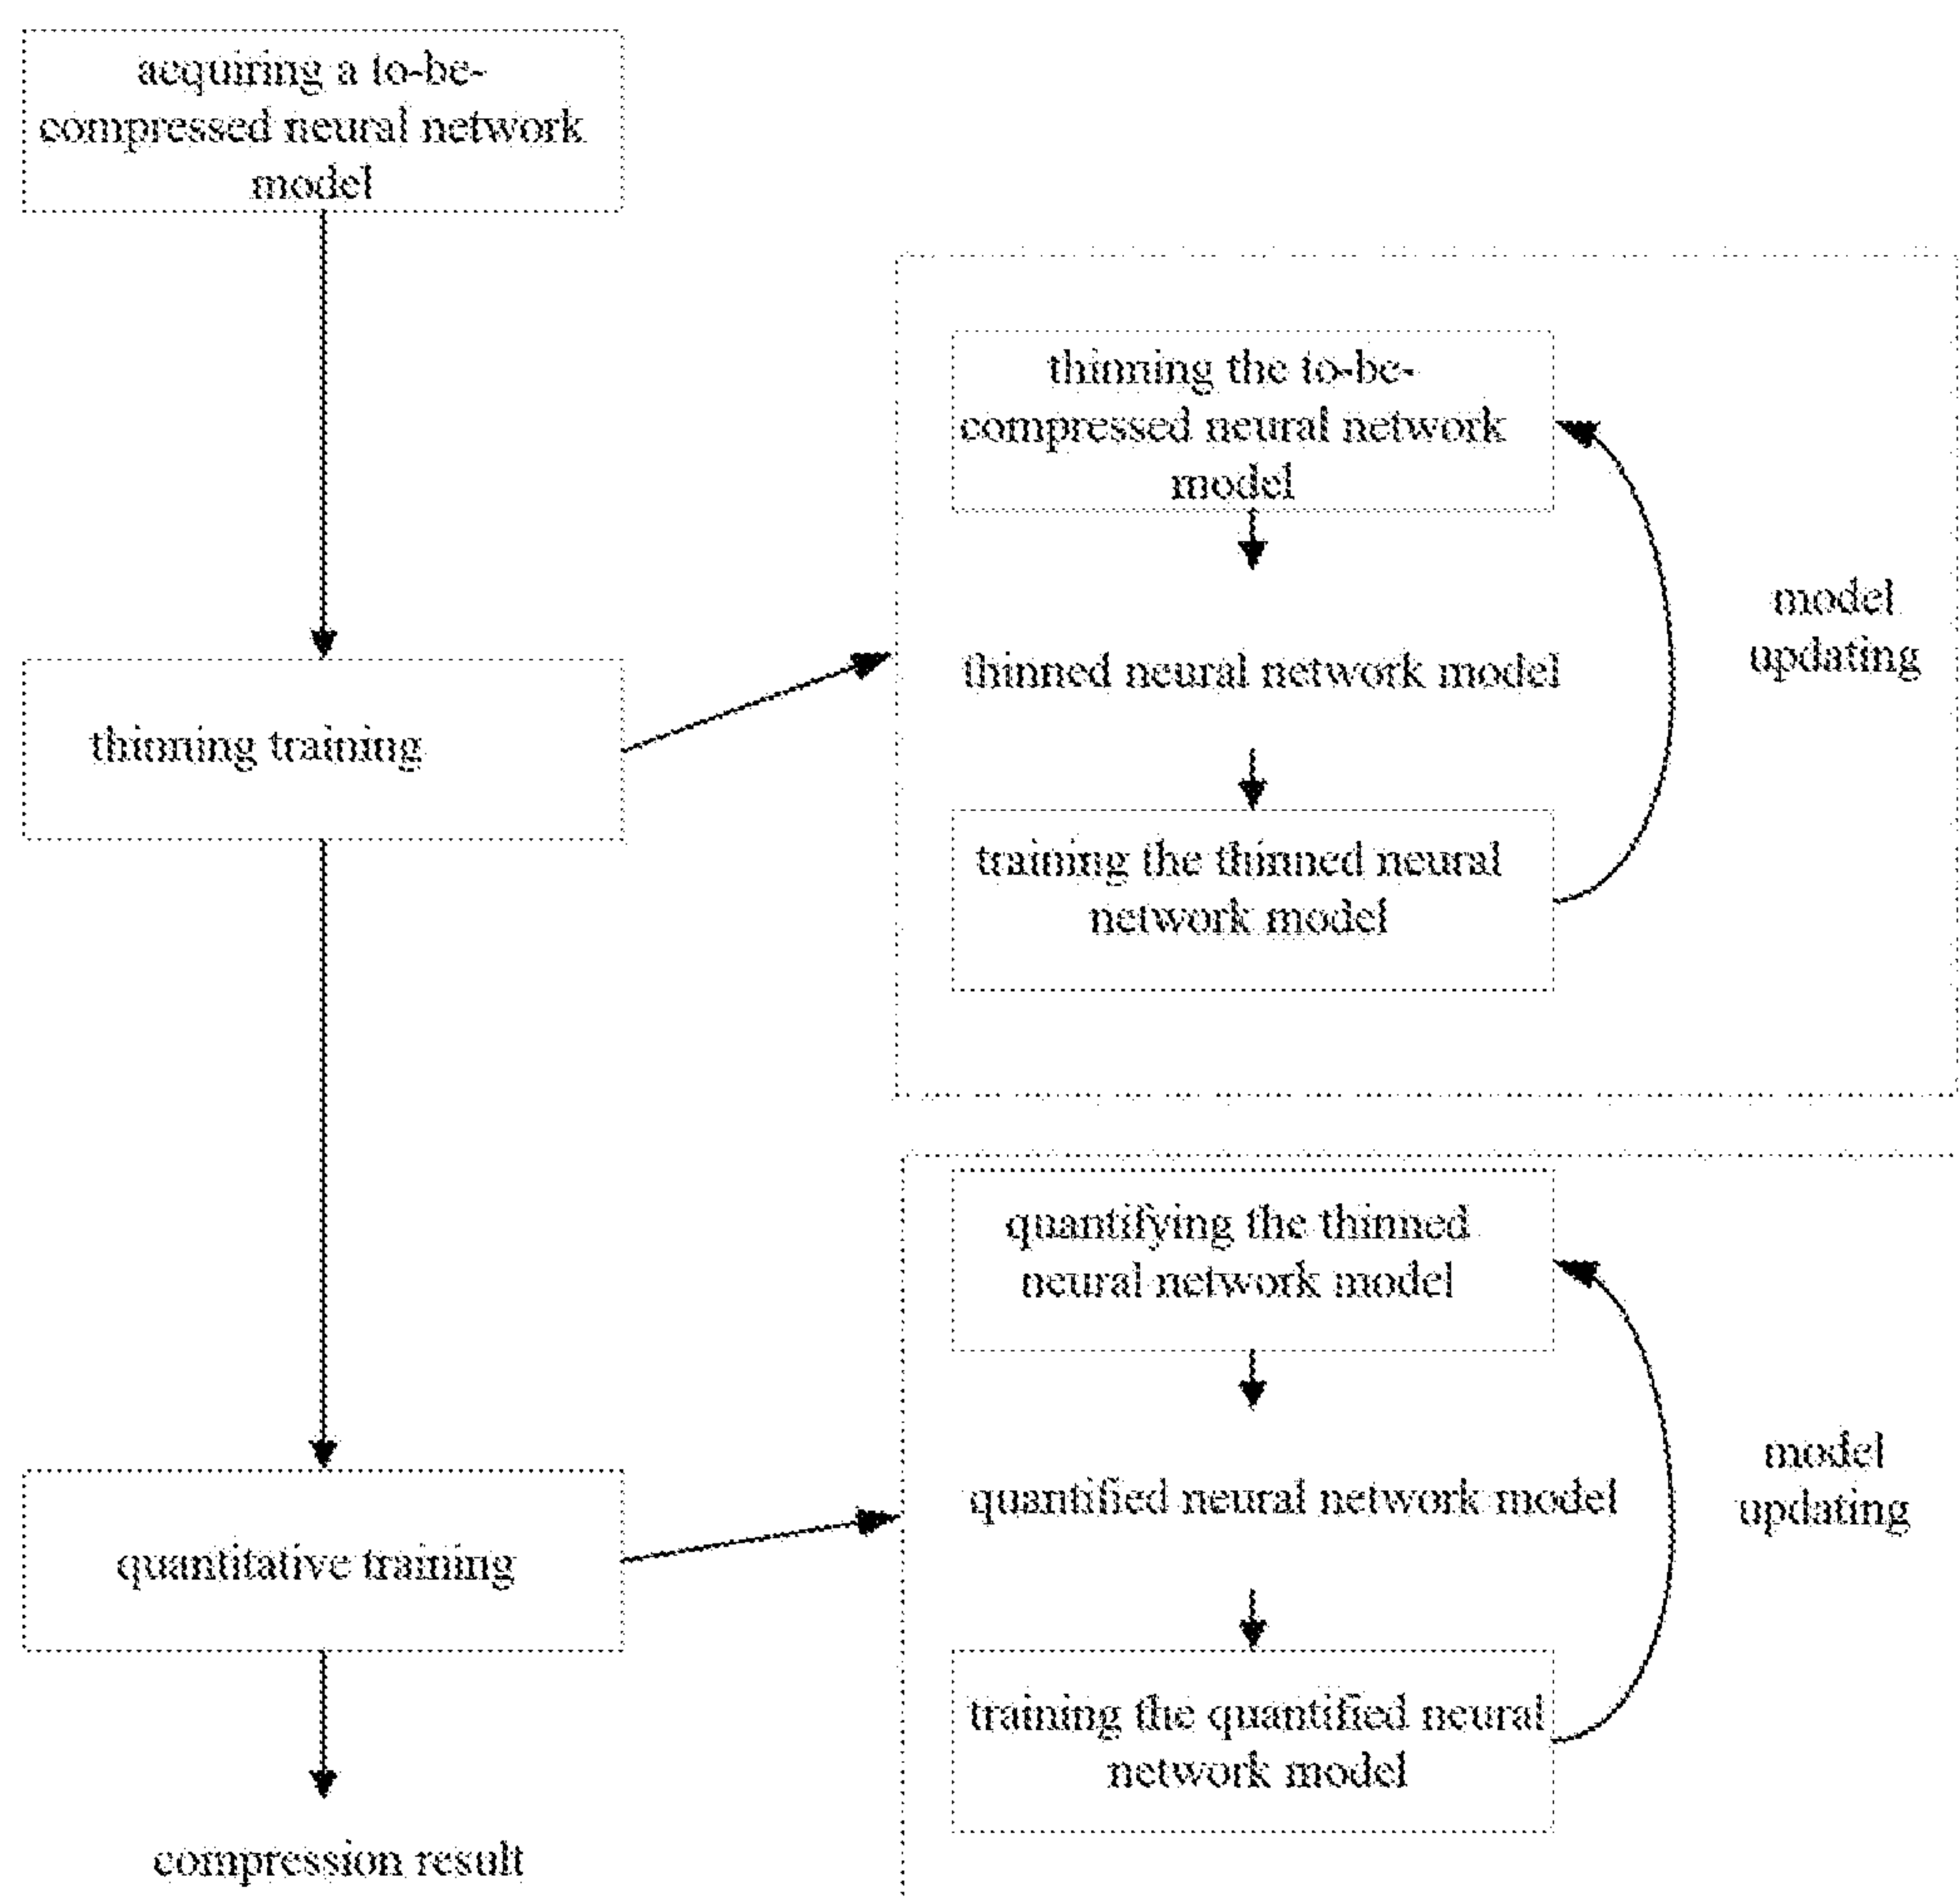 acquiring a to-be-
compressed neural network
model
thinning the to-be-
compressed neural network
model
model
updating
thinned neural network model
thinning training
training the thinned neural
network model
quantifying the thinned
neural network model
model
updating
quantified neural network model
quantitative training
training the quantified neural
network model
compression result